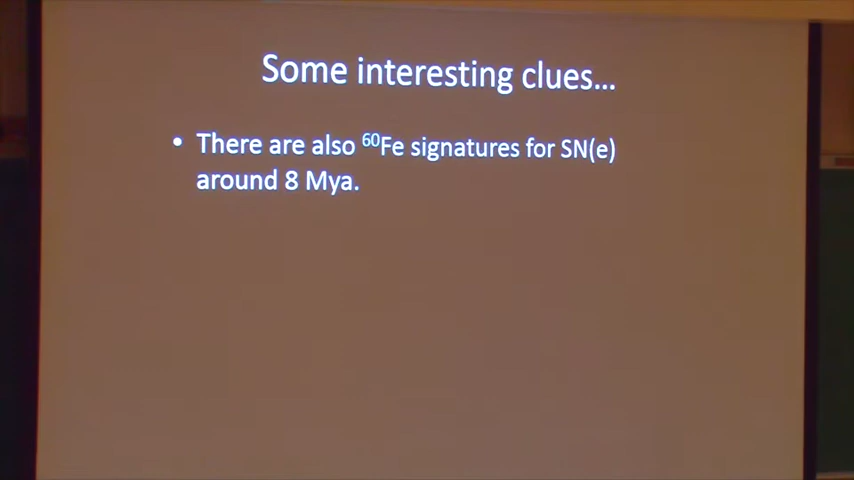 Some interesting clues...
• There are also ⁶⁰Fe signatures for SN(e)
around 8 Mya.